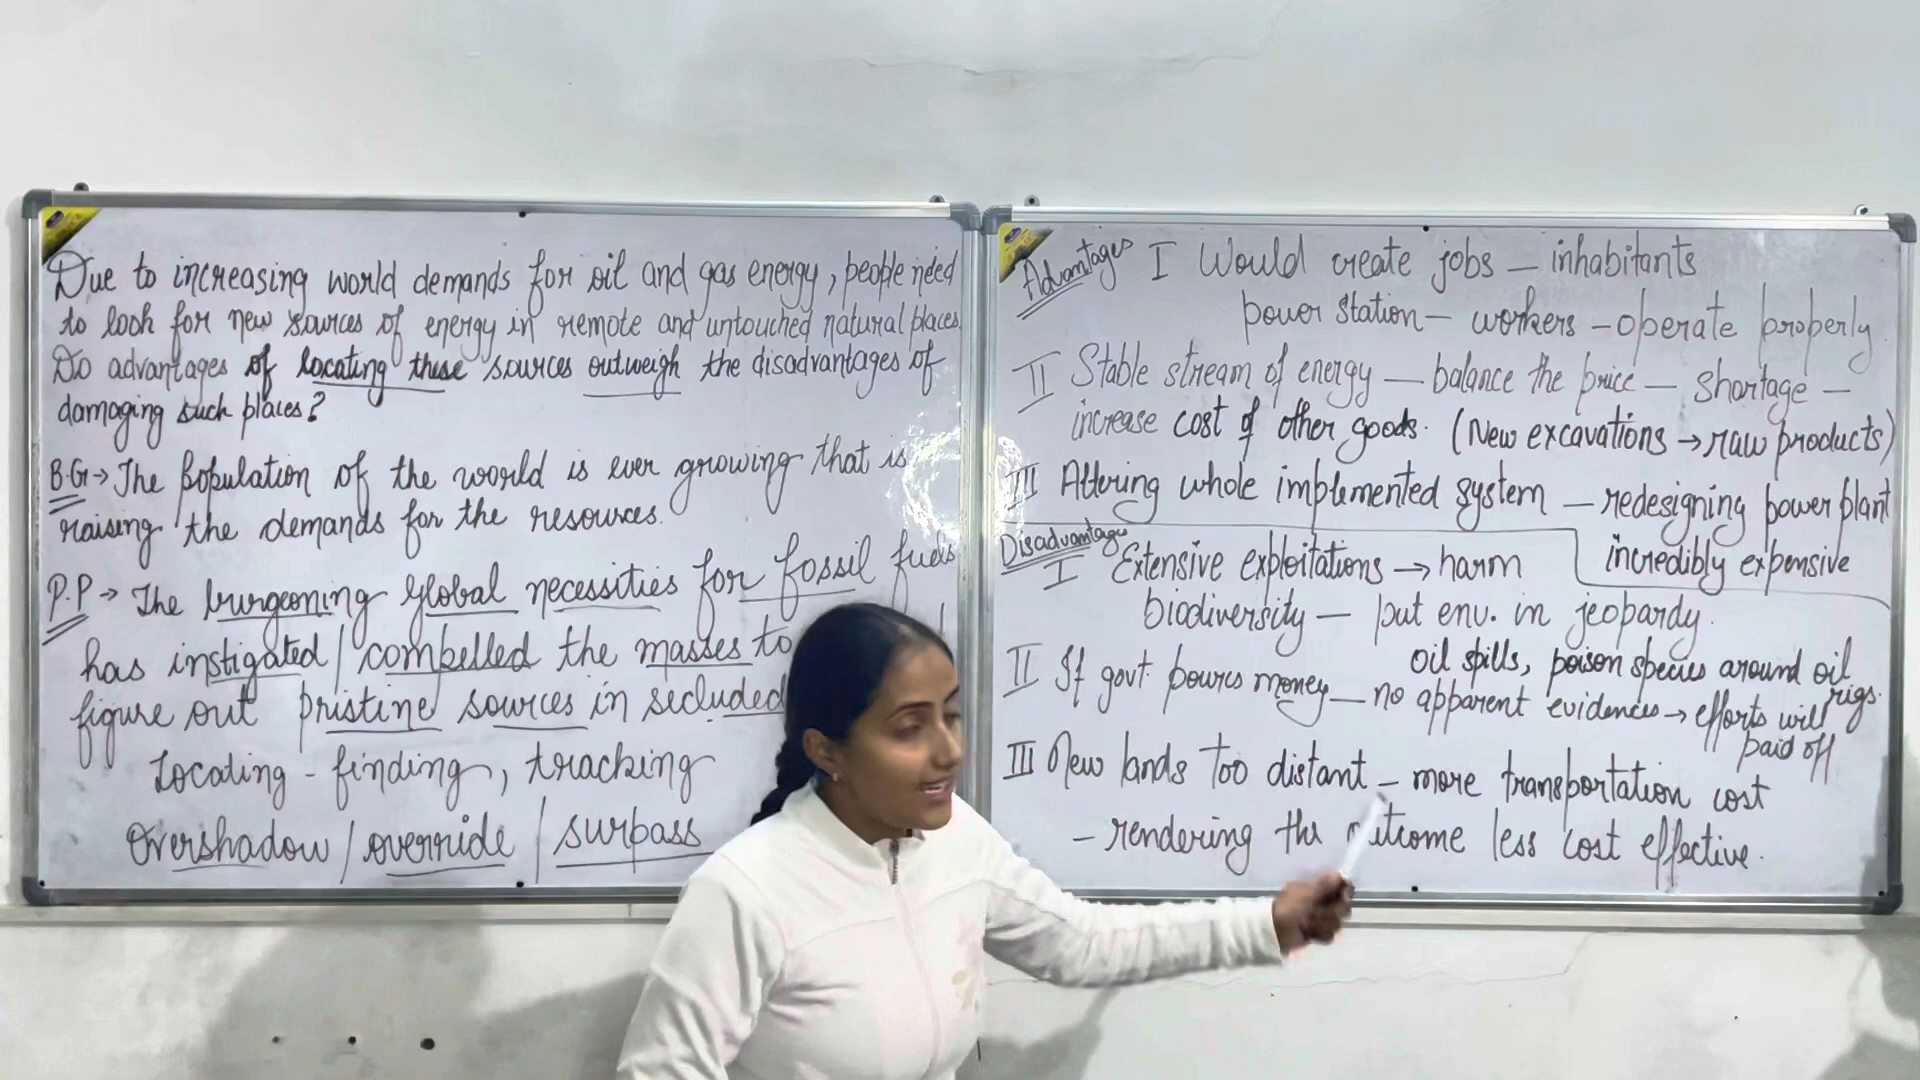 Due to increasing world demands for oil and gas energy, people need
to look for new sources of energy in remote and untouched natural places
Do advantages of locating these sources outweigh the disadvantages of
damaging such places?
B.G → The population of the world is ever growing that is
raising the demands for the resources.
P.P → The burgeoning global necessities for fossil fuels
has instigated / compelled the masses to
figure out pristine sources in secluded
Locating - finding, tracking
Overshadow / override / surpass
Advantages I Would create jobs – inhabitants
power station – workers – operate properly
II Stable stream of energy – balance the price – shortage –
increase cost of other goods. (New excavations → raw products)
III Altering whole implemented system – redesigning power plant
incredibly expensive
Disadvantages
I Extensive exploitations → harm
biodiversity – put env. in jeopardy.
oil spills, poison species around oil
rigs.
II If govt. pours money – no apparent evidences → efforts will
paid off
III New lands too distant – more transportation cost
– rendering the outcome less cost effective.